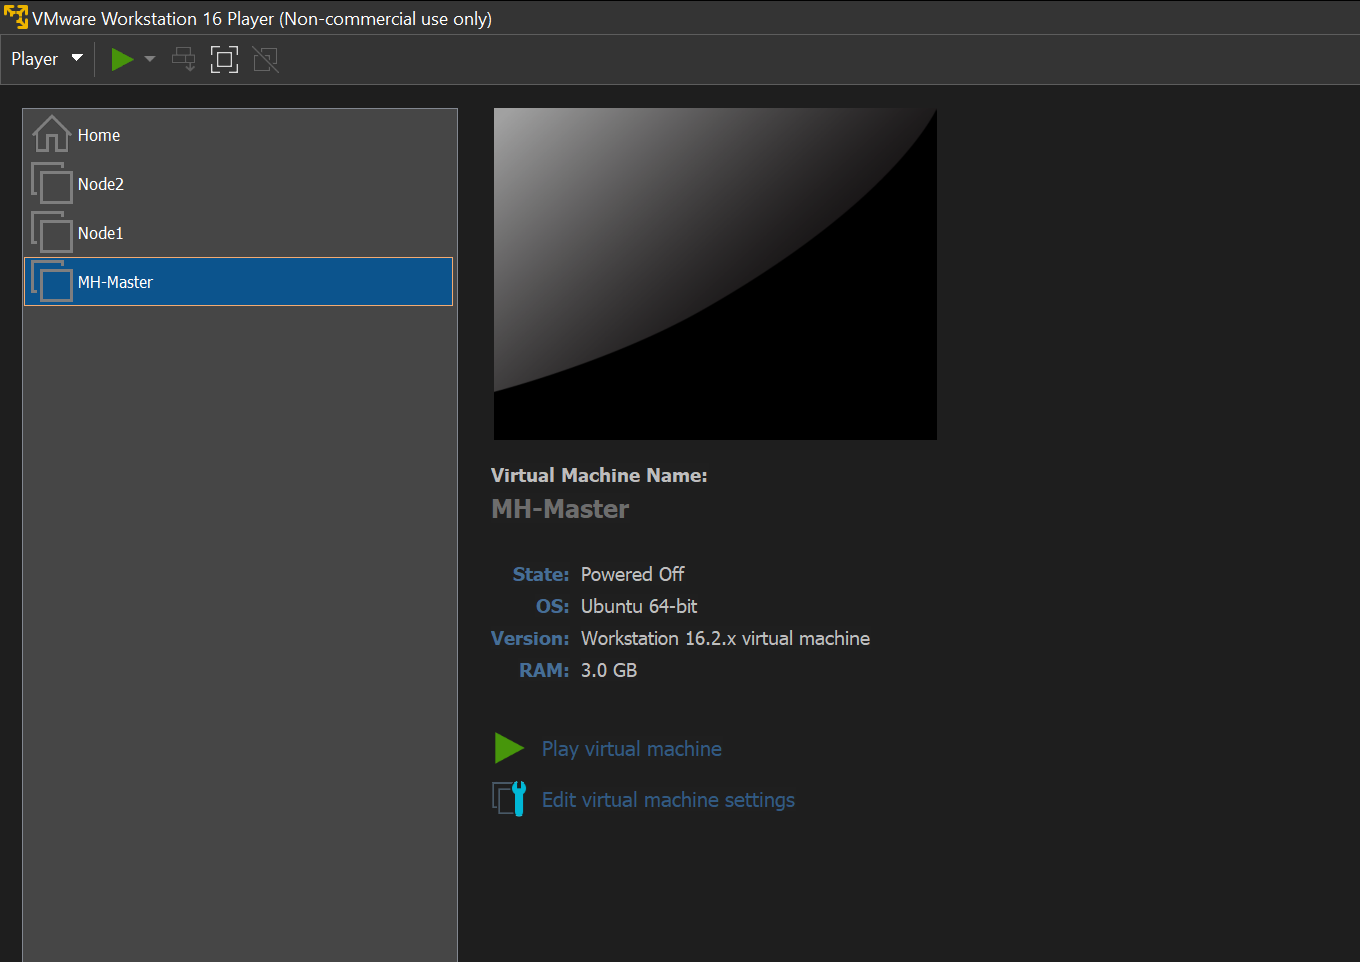 VMware Workstation 16 Player (Non-commercial use only)
Player
Home
Node2
Node1
MH-Master
Virtual Machine Name:
MH-Master
State: Powered Off
OS: Ubuntu 64-bit
Version: Workstation 16.2.x virtual machine
RAM: 3.0 GB
Play virtual machine
Edit virtual machine settings